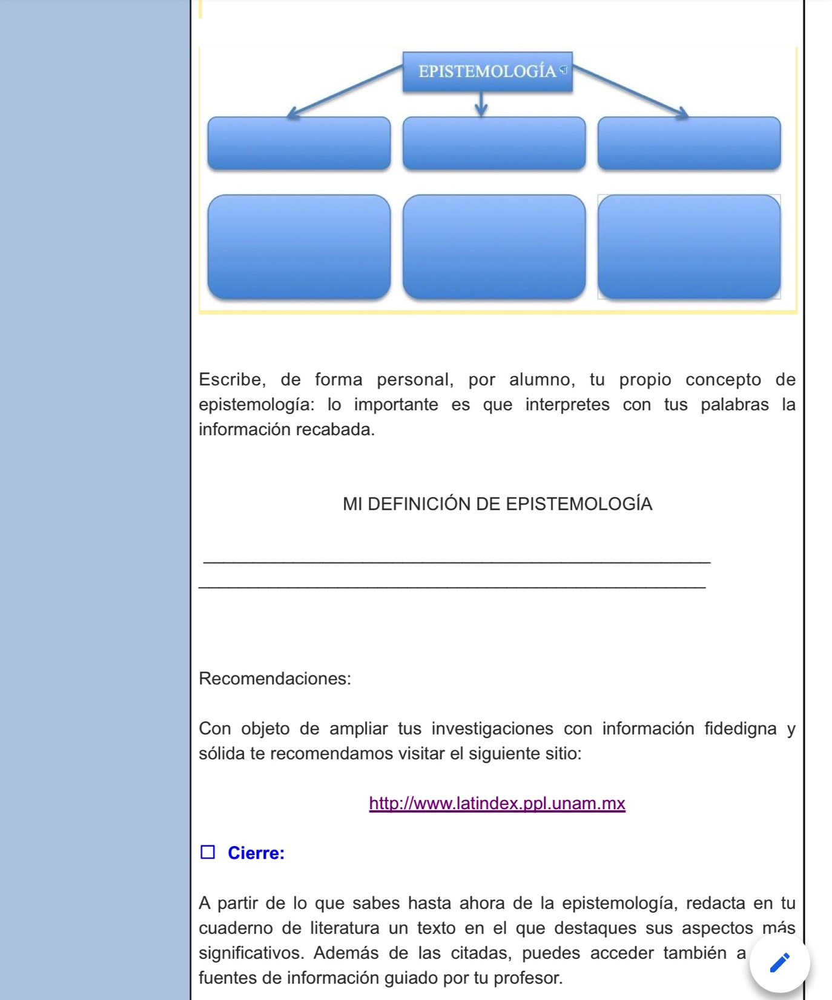 EPISTEMOLOGÍA¶
Escribe, de forma personal, por alumno, tu propio concepto de
epistemología: lo importante es que interpretes con tus palabras la
información recabada.
MI DEFINICIÓN DE EPISTEMOLOGÍA
Recomendaciones:
Con objeto de ampliar tus investigaciones con información fidedigna y
sólida te recomendamos visitar el siguiente sitio:
http://www.latindex.ppl.unam.mx
☐ Cierre:
A partir de lo que sabes hasta ahora de la epistemología, redacta en tu
cuaderno de literatura un texto en el que destaques sus aspectos más
significativos. Además de las citadas, puedes acceder también a
fuentes de información guiado por tu profesor.